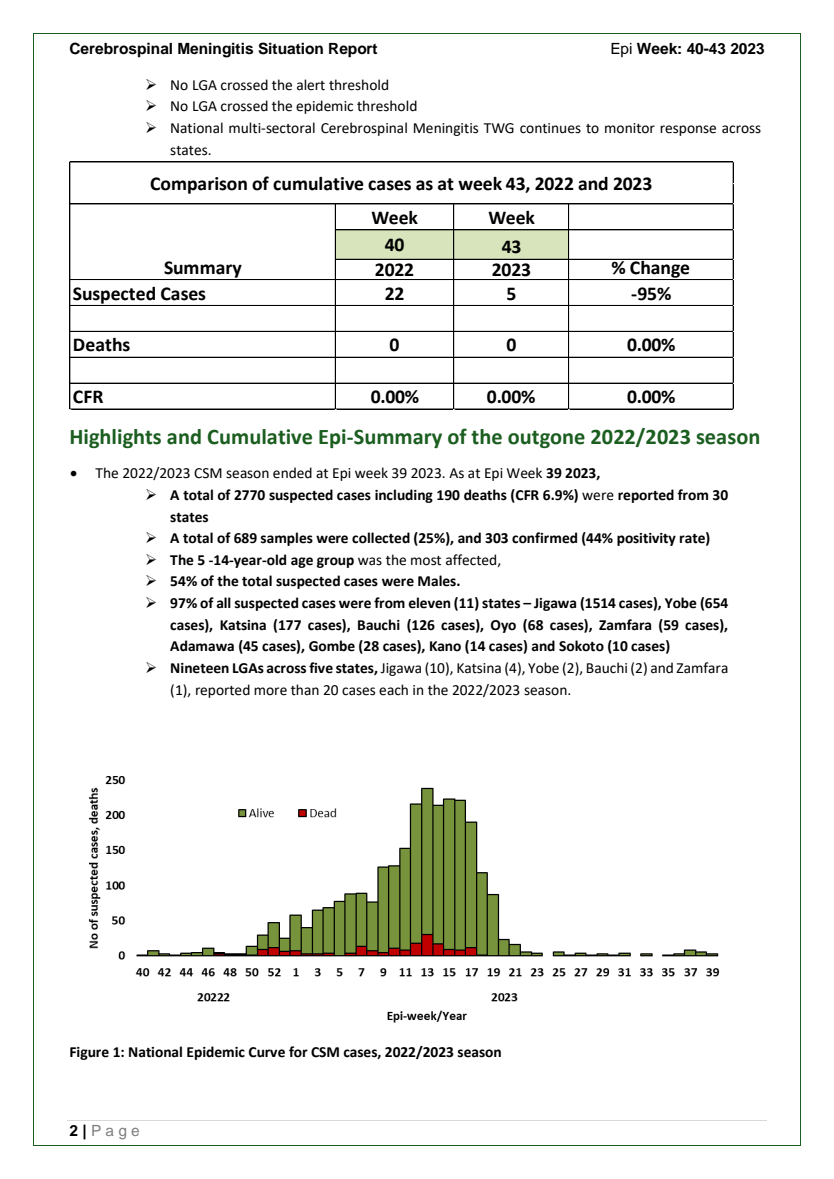 Cerebrospinal Meningitis Situation Report Epi Week: 40-43 2023
➢ No LGA crossed the alert threshold
➢ No LGA crossed the epidemic threshold
➢ National multi-sectoral Cerebrospinal Meningitis TWG continues to monitor response across
states.
Comparison of cumulative cases as at week 43, 2022 and 2023
Week Week
40 43
Summary 2022 2023 % Change
Suspected Cases 22 5 -95%
Deaths 0 0 0.00%
CFR 0.00% 0.00% 0.00%
Highlights and Cumulative Epi-Summary of the outgone 2022/2023 season
• The 2022/2023 CSM season ended at Epi week 39 2023. As at Epi Week 39 2023,
➢ A total of 2770 suspected cases including 190 deaths (CFR 6.9%) were reported from 30
states
➢ A total of 689 samples were collected (25%), and 303 confirmed (44% positivity rate)
➢ The 5 -14-year-old age group was the most affected,
➢ 54% of the total suspected cases were Males.
➢ 97% of all suspected cases were from eleven (11) states – Jigawa (1514 cases), Yobe (654
cases), Katsina (177 cases), Bauchi (126 cases), Oyo (68 cases), Zamfara (59 cases),
Adamawa (45 cases), Gombe (28 cases), Kano (14 cases) and Sokoto (10 cases)
➢ Nineteen LGAs across five states, Jigawa (10), Katsina (4), Yobe (2), Bauchi (2) and Zamfara
(1), reported more than 20 cases each in the 2022/2023 season.
No of suspected cases, deaths
250
200
150
100
50
0
Alive Dead
40 42 44 46 48 50 52 1 3 5 7 9 11 13 15 17 19 21 23 25 27 29 31 33 35 37 39
20222 2023
Epi-week/Year
Figure 1: National Epidemic Curve for CSM cases, 2022/2023 season
2 | Page